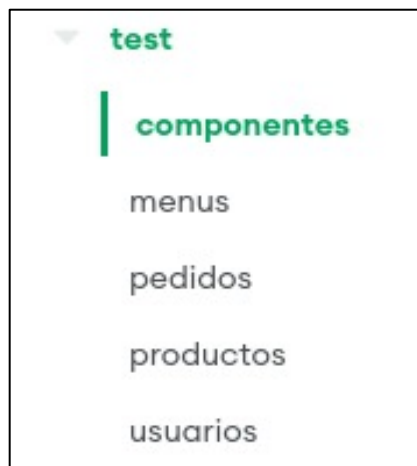 test
componentes
menus
pedidos
productos
usuarios